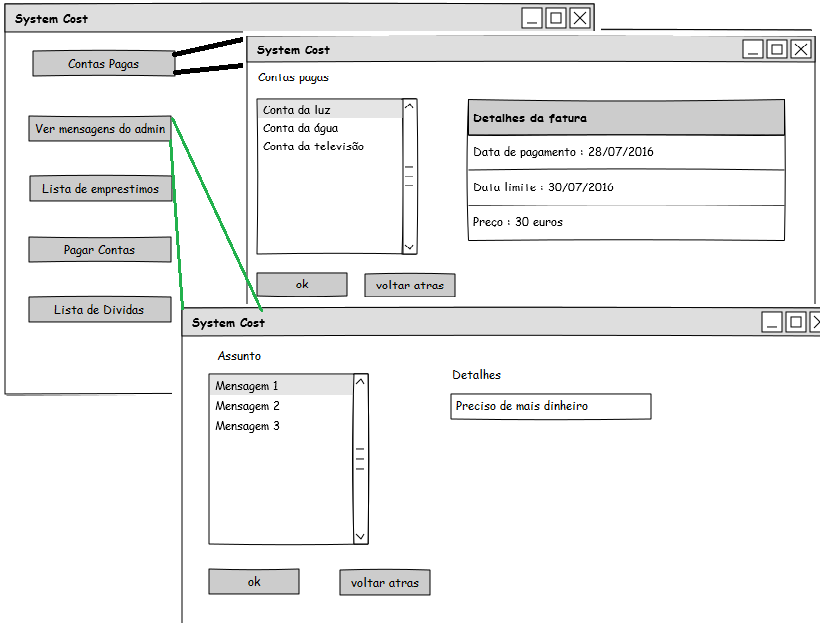 System Cost
Contas Pagas
Ver mensagens do admin
Lista de emprestimos
Pagar Contas
Lista de Dividas
System Cost
Contas pagas
Conta da luz
Conta da água
Conta da televisão
Detalhes da fatura
Data de pagamento : 28/07/2016
Data limite : 30/07/2016
Preço : 30 euros
ok
voltar atras
System Cost
Assunto
Mensagem 1
Mensagem 2
Mensagem 3
Detalhes
Preciso de mais dinheiro
ok
voltar atras